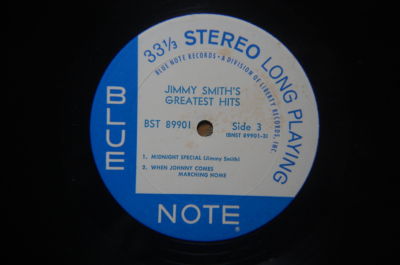 33⅓ STEREO LONG PLAYING
BLUE NOTE RECORDS • A DIVISION OF LIBERTY RECORDS, INC.
JIMMY SMITH'S
GREATEST HITS
BST 89901
Side 3
(BNST 89901-3)
1. MIDNIGHT SPECIAL (Jimmy Smith)
2. WHEN JOHNNY COMES
MARCHING HOME
BLUE
NOTE
®